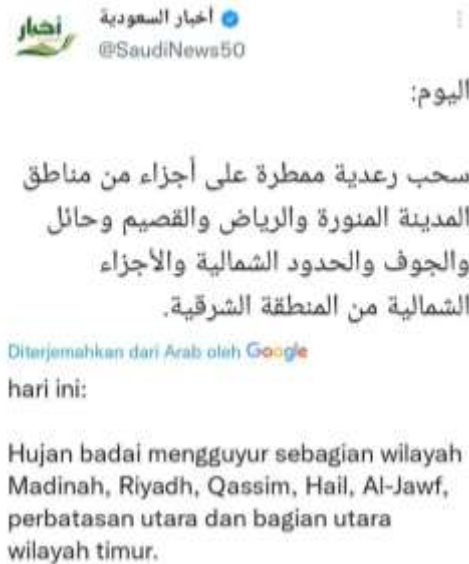 أخبار
أخبار السعودية
@SaudiNews50
اليوم:
سحب رعدية ممطرة على أجزاء من مناطق
المدينة المنورة والرياض والقصيم وحائل
والجوف والحدود الشمالية والأجزاء
الشمالية من المنطقة الشرقية.
Diterjemahkan dari Arab oleh Google
hari ini:
Hujan badai mengguyur sebagian wilayah
Madinah, Riyadh, Qassim, Hail, Al-Jawf,
perbatasan utara dan bagian utara
wilayah timur.